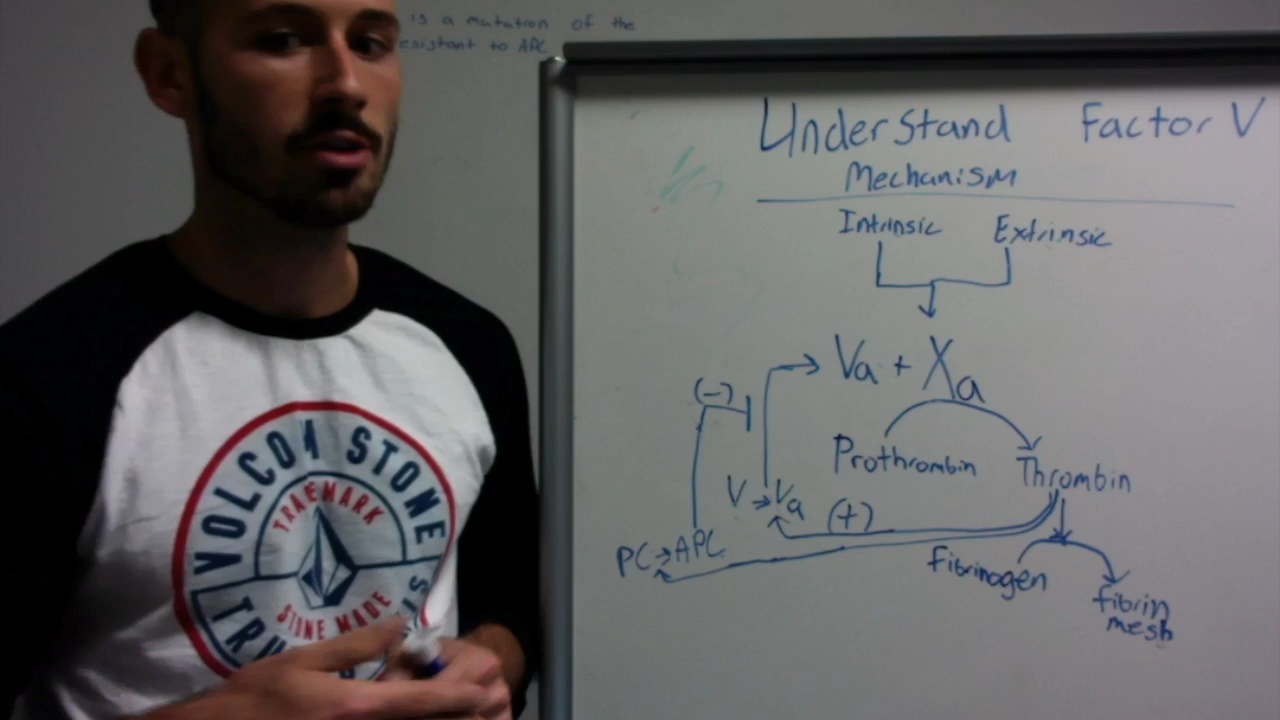 is a mutation of the
esistant to APC
Understand Factor V
Mechanism
Intrinsic Extrinsic
Va + Xa
(-)
Prothrombin Thrombin
V → Va (+)
PC → APC
Fibrinogen
fibrin
mesh
VOLCOM STONE
TRADEMARK
STONE MADE